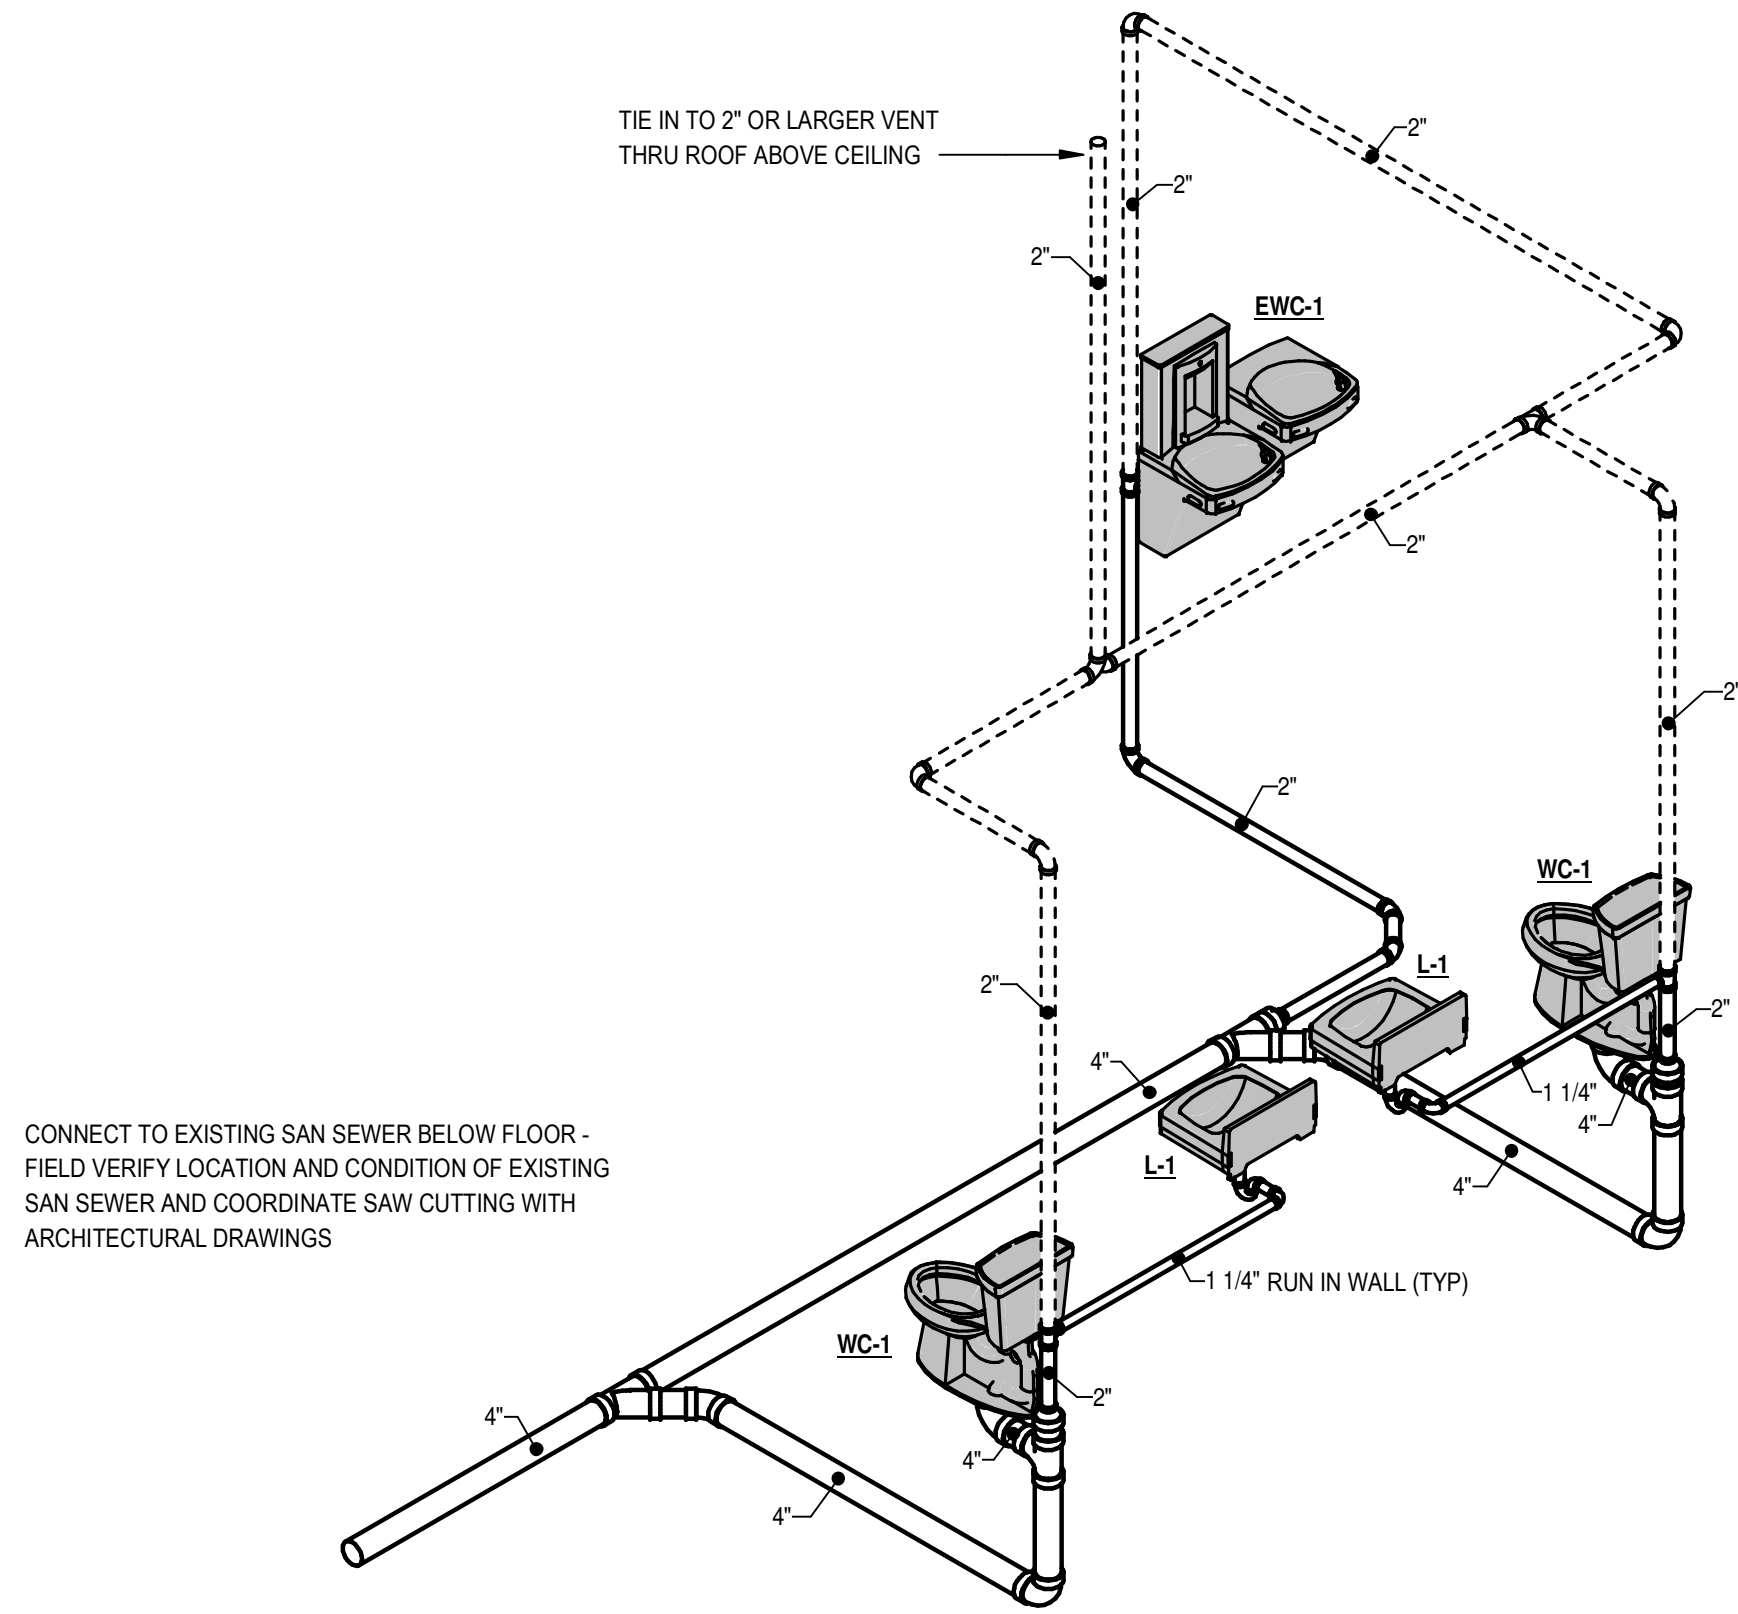 TIE IN TO 2" OR LARGER VENT
THRU ROOF ABOVE CEILING
2"
2"
2"
EWC-1
2"
2'
2"
WC-1
L-1
2"
2"
4"
1 1/4"
4"
4"
L-1
CONNECT TO EXISTING SAN SEWER BELOW FLOOR -
FIELD VERIFY LOCATION AND CONDITION OF EXISTING
SAN SEWER AND COORDINATE SAW CUTTING WITH
ARCHITECTURAL DRAWINGS
1 1/4" RUN IN WALL (TYP)
WC-1
2"
4"
4"
4"